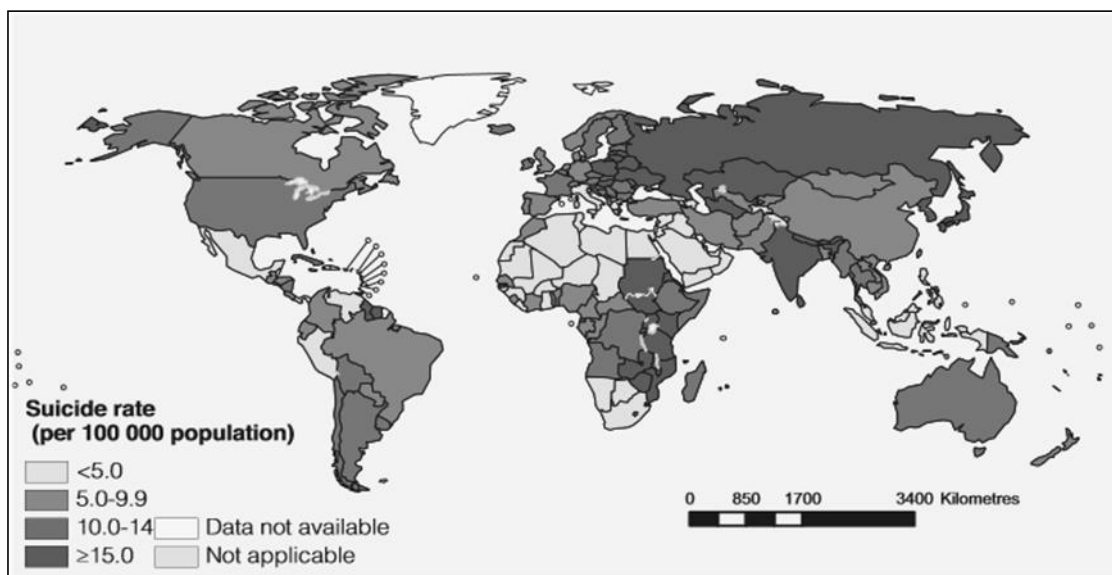 Suicide rate
(per 100 000 population)
<5.0
5.0-9.9
10.0-14
≥15.0
Data not available
Not applicable
0 850 1700 3400 Kilometres